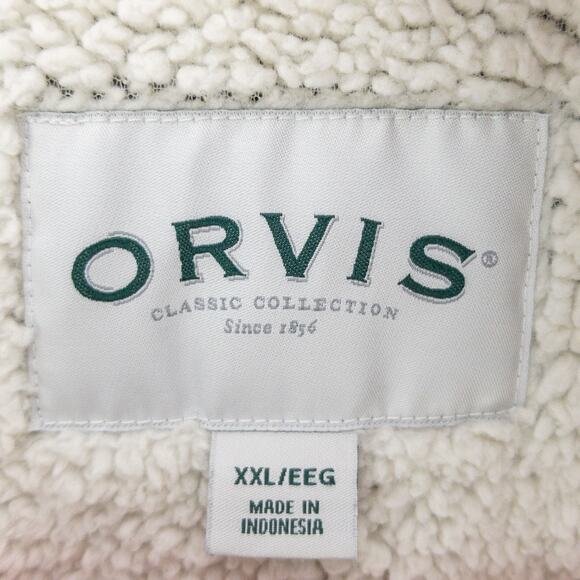 ORVIS®
CLASSIC COLLECTION
Since 1856
XXL/EEG
MADE IN
INDONESIA